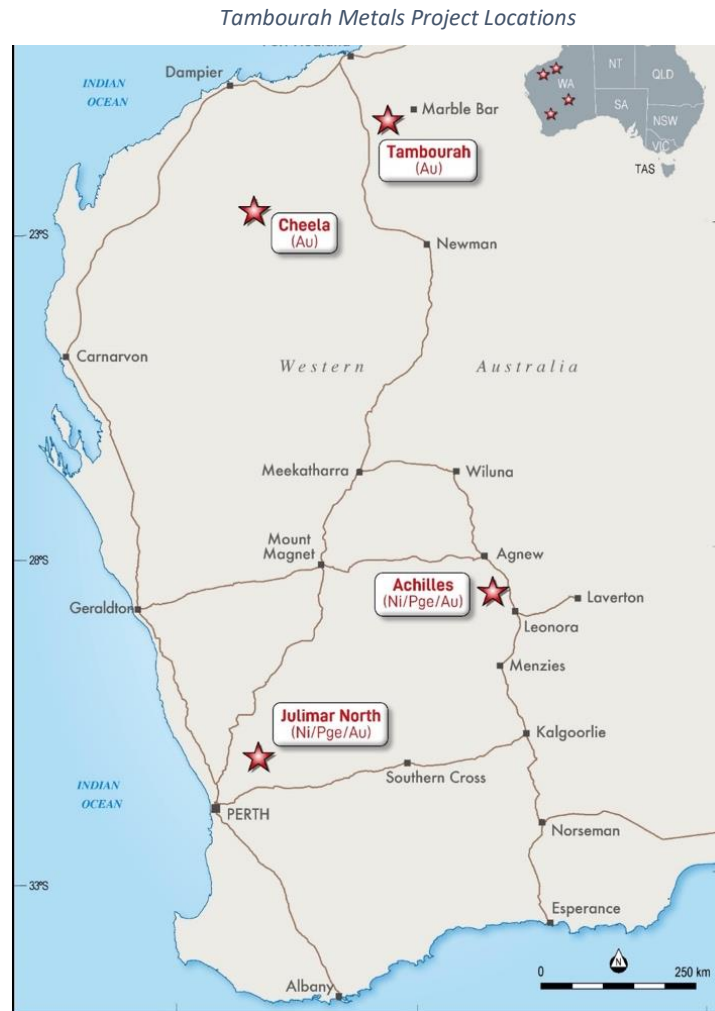 Tambourah Metals Project Locations
INDIAN
OCEAN
Dampier
Marble Bar
Tambourah
(Au)
NT
QLD
WA
SA
NSW
VIC
TAS
Cheela
(Au)
23°S
Newman
Carnarvon
Western Australia
Meekatharra
Wiluna
Mount
Magnet
28°S
Agnew
Achilles
(Ni/Pge/Au)
Laverton
Geraldton
Leonora
Menzies
Julimar North
(Ni/Pge/Au)
Kalgoorlie
INDIAN
OCEAN
Southern Cross
PERTH
Norseman
33°S
Esperance
N
0 250 km
Albany